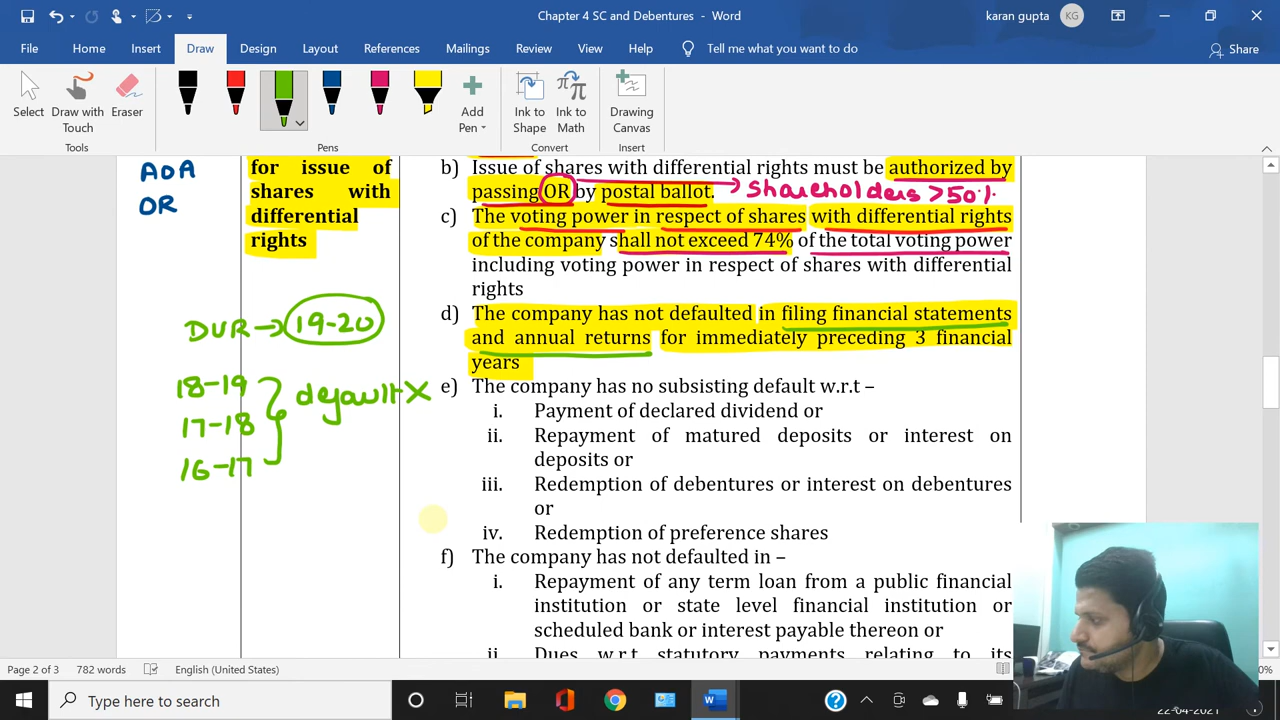 Chapter 4 SC and Debentures - Word
karan gupta
KG
File Home Insert Draw Design Layout References Mailings Review View Help Tell me what you want to do Share
Select Draw with Touch Eraser Add Pen Ink to Shape Ink to Math Drawing Canvas
Tools Pens Convert Insert
AOA
OR
for issue of
shares with
differential
rights
b) Issue of shares with differential rights must be authorized by
passing OR by postal ballot. shareholders >50%
c) The voting power in respect of shares with differential rights
of the company shall not exceed 74% of the total voting power
including voting power in respect of shares with differential
rights
DVR → 19-20
18-19
17-18
16-17
default X
d) The company has not defaulted in filing financial statements
and annual returns for immediately preceding 3 financial
years
e) The company has no subsisting default w.r.t –
i. Payment of declared dividend or
ii. Repayment of matured deposits or interest on
deposits or
iii. Redemption of debentures or interest on debentures
or
iv. Redemption of preference shares
f) The company has not defaulted in –
i. Repayment of any term loan from a public financial
institution or state level financial institution or
scheduled bank or interest payable thereon or
ii. Dues w.r.t statutory payments relating to its
Page 2 of 3 782 words English (United States)
0%
Type here to search
22-04-2021